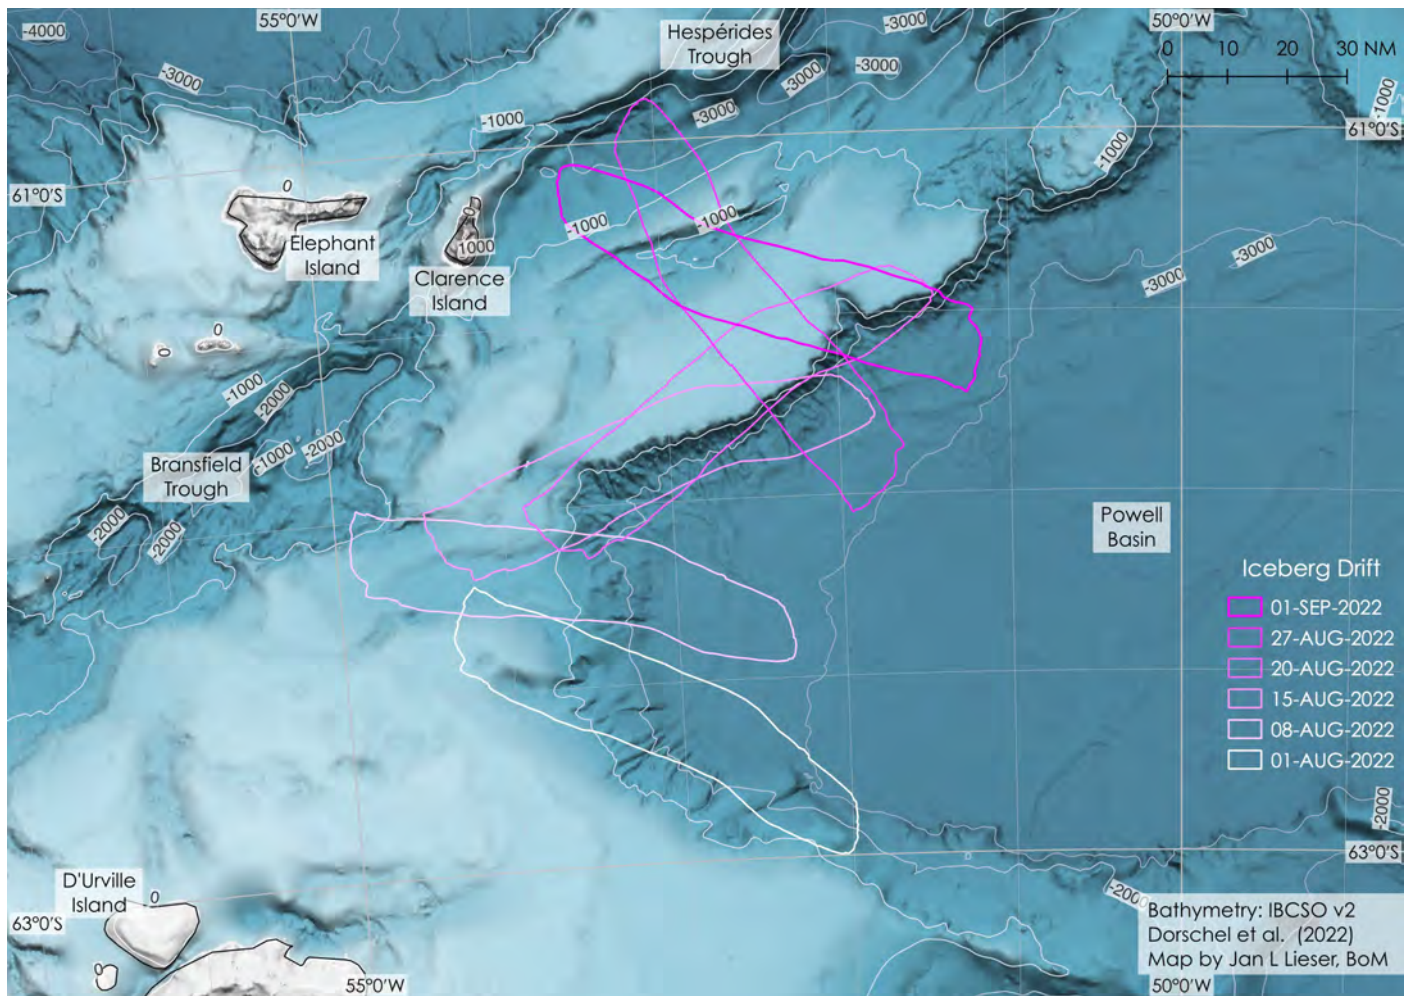 55°0'W
50°0'W
-4000
-3000
Hespérides
Trough
-3000
0 10 20 30 NM
-3000
-3000
-3000
-1000
-1000
61°0'S
-1000
61°0'S
0
-1000
-1000
0
1000
Elephant
Island
Clarence
Island
-3000
-3000
0
0
-1000
-2000
-2000
-1000
Bransfield
Trough
-2000
-2000
Powell
Basin
Iceberg Drift
01-SEP-2022
27-AUG-2022
20-AUG-2022
15-AUG-2022
08-AUG-2022
01-AUG-2022
-2000
63°0'S
D'Urville
Island
0
63°0'S
-2000
0
Bathymetry: IBCSO v2
Dorschel et al. (2022)
Map by Jan L Lieser, BoM
55°0'W
50°0'W